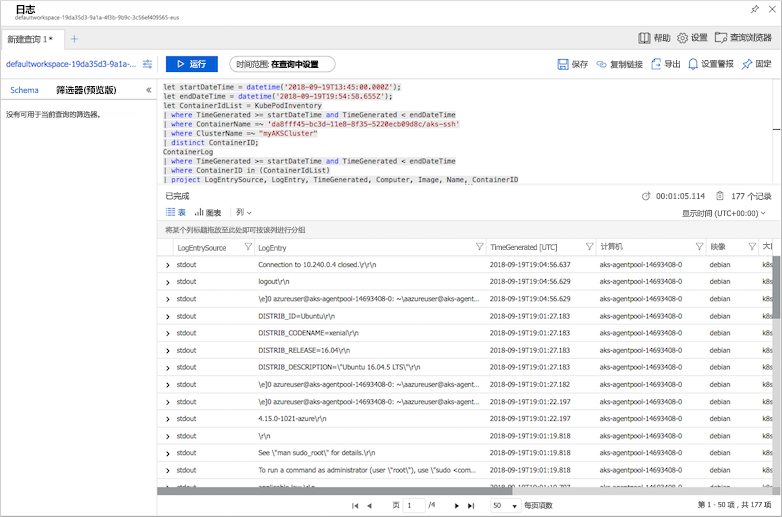 日志
defaultworkspace-19da35d3-9a1a-4f3b-9b9c-3c56ef409565-eus
新建查询 1*
帮助 设置 查询浏览器
defaultworkspace-19da35d3-9a1a-... 运行 时间范围: 在查询中设置 保存 复制链接 导出 设置警报 固定
Schema 筛选器(预览版) «
没有可用于当前查询的筛选器。
let startDateTime = datetime('2018-09-19T13:45:00.000Z');
let endDateTime = datetime('2018-09-19T19:54:58.655Z');
let ContainerIdList = KubePodInventory
| where TimeGenerated >= startDateTime and TimeGenerated < endDateTime
| where ContainerName =~ 'da8fff45-bc3d-11e8-8f35-5220ecb09d8c/aks-ssh'
| where ClusterName =~ "myAKSCluster"
| distinct ContainerID;
ContainerLog
| where TimeGenerated >= startDateTime and TimeGenerated < endDateTime
| where ContainerID in (ContainerIdList)
| project LogEntrySource, LogEntry, TimeGenerated, Computer, Image, Name, ContainerID
已完成 00:01:05.114 177 个记录
表 图表 列 显示时间 (UTC+00:00)
将某个列标题拖放至此处即可按该列进行分组
LogEntrySource LogEntry TimeGenerated [UTC] 计算机 映像
stdout Connection to 10.240.0.4 closed.\r\r\n 2018-09-19T19:04:56.637 aks-agentpool-14693408-0 debian k8s
stdout logout\r\n 2018-09-19T19:04:56.629 aks-agentpool-14693408-0 debian k8s
stdout \e]0 azureuser@aks-agentpool-14693408-0: ~\aazureuser@aks-agent... 2018-09-19T19:04:56.629 aks-agentpool-14693408-0 debian k8s
stdout DISTRIB_ID=Ubuntu\r\n 2018-09-19T19:01:27.183 aks-agentpool-14693408-0 debian k8s
stdout DISTRIB_CODENAME=xenial\r\n 2018-09-19T19:01:27.183 aks-agentpool-14693408-0 debian k8s
stdout DISTRIB_RELEASE=16.04\r\n 2018-09-19T19:01:27.183 aks-agentpool-14693408-0 debian k8s
stdout DISTRIB_DESCRIPTION=\"Ubuntu 16.04.5 LTS\"\r\n 2018-09-19T19:01:27.183 aks-agentpool-14693408-0 debian k8s
stdout \e]0 azureuser@aks-agentpool-14693408-0: ~\aazureuser@aks-agent... 2018-09-19T19:01:27.182 aks-agentpool-14693408-0 debian k8s
stdout \e]0 azureuser@aks-agentpool-14693408-0: ~\aazureuser@aks-agent... 2018-09-19T19:01:22.197 aks-agentpool-14693408-0 debian k8s
stdout 4.15.0-1021-azure\r\n 2018-09-19T19:01:22.197 aks-agentpool-14693408-0 debian k8s
stdout \r\n 2018-09-19T19:01:19.818 aks-agentpool-14693408-0 debian k8s
stdout See \"man sudo_root\" for details.\r\n 2018-09-19T19:01:19.818 aks-agentpool-14693408-0 debian k8s
stdout To run a command as administrator (user \"root\"), use \"sudo <com... 2018-09-19T19:01:19.818 aks-agentpool-14693408-0 debian k8s
页 1 /4 50 每页项数 第 1 - 50 项 , 共 177 项